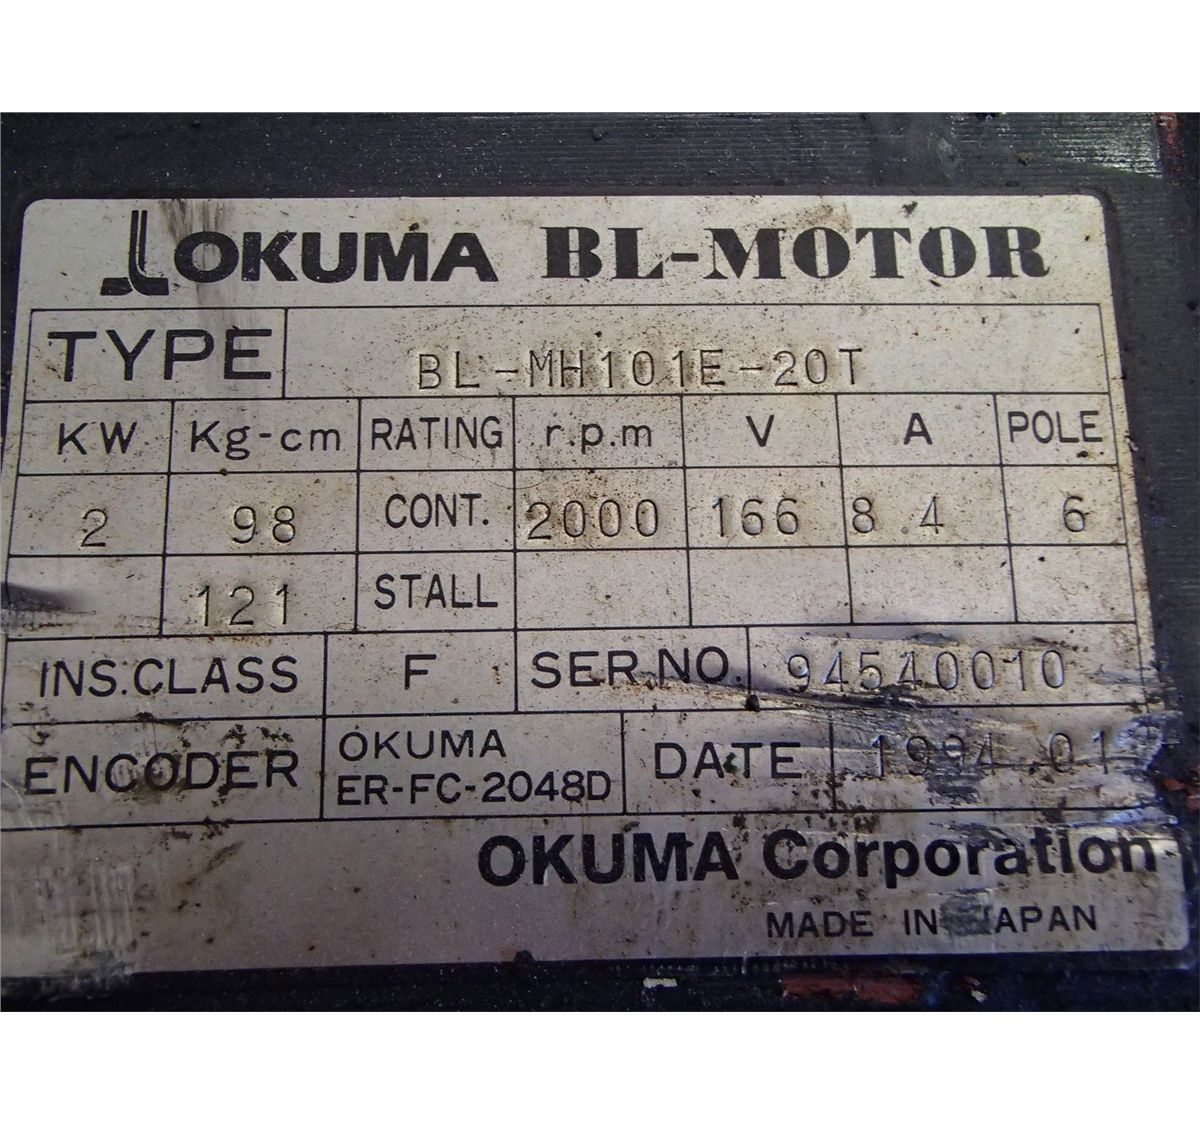 OKUMA BL-MOTOR
TYPE BL-MH101E-20T
KW Kg-cm RATING r.p.m V A POLE
2 98 CONT. 2000 166 8.4 6
121 STALL
INS.CLASS F SER.NO. 94540010
ENCODER OKUMA ER-FC-2048D DATE 1994.01
OKUMA Corporation
MADE IN JAPAN